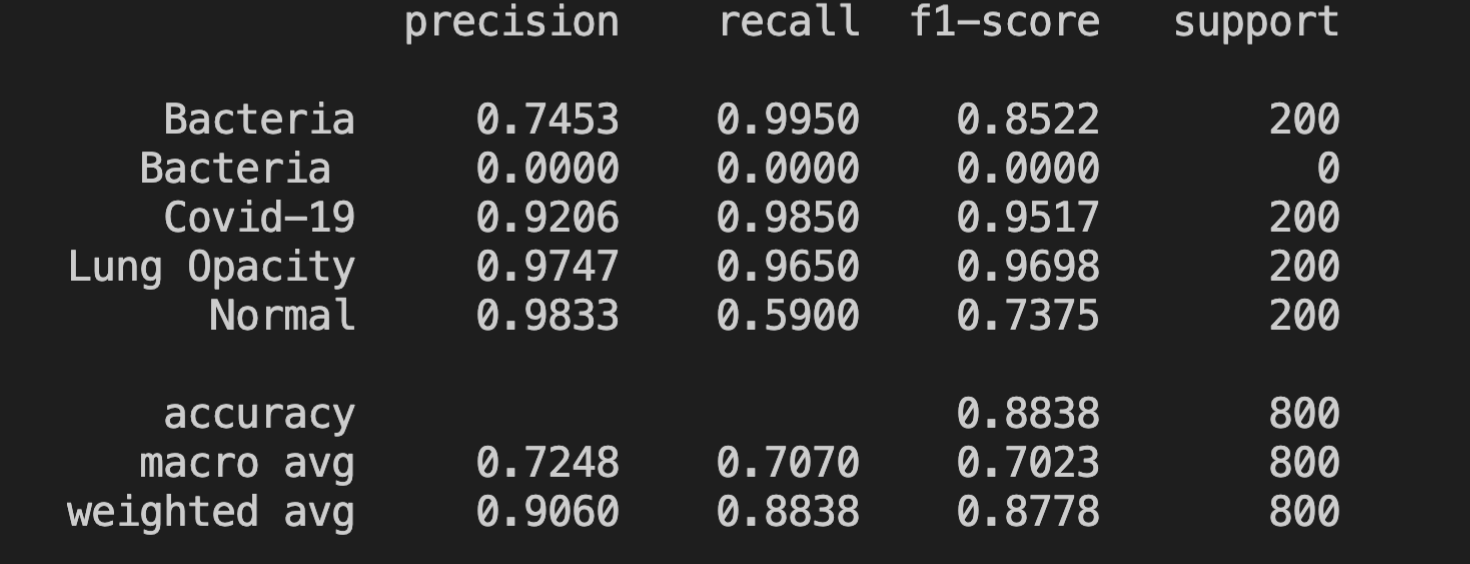 precision recall f1-score support
Bacteria 0.7453 0.9950 0.8522 200
Bacteria 0.0000 0.0000 0.0000 0
Covid-19 0.9206 0.9850 0.9517 200
Lung Opacity 0.9747 0.9650 0.9698 200
Normal 0.9833 0.5900 0.7375 200
accuracy 0.8838 800
macro avg 0.7248 0.7070 0.7023 800
weighted avg 0.9060 0.8838 0.8778 800